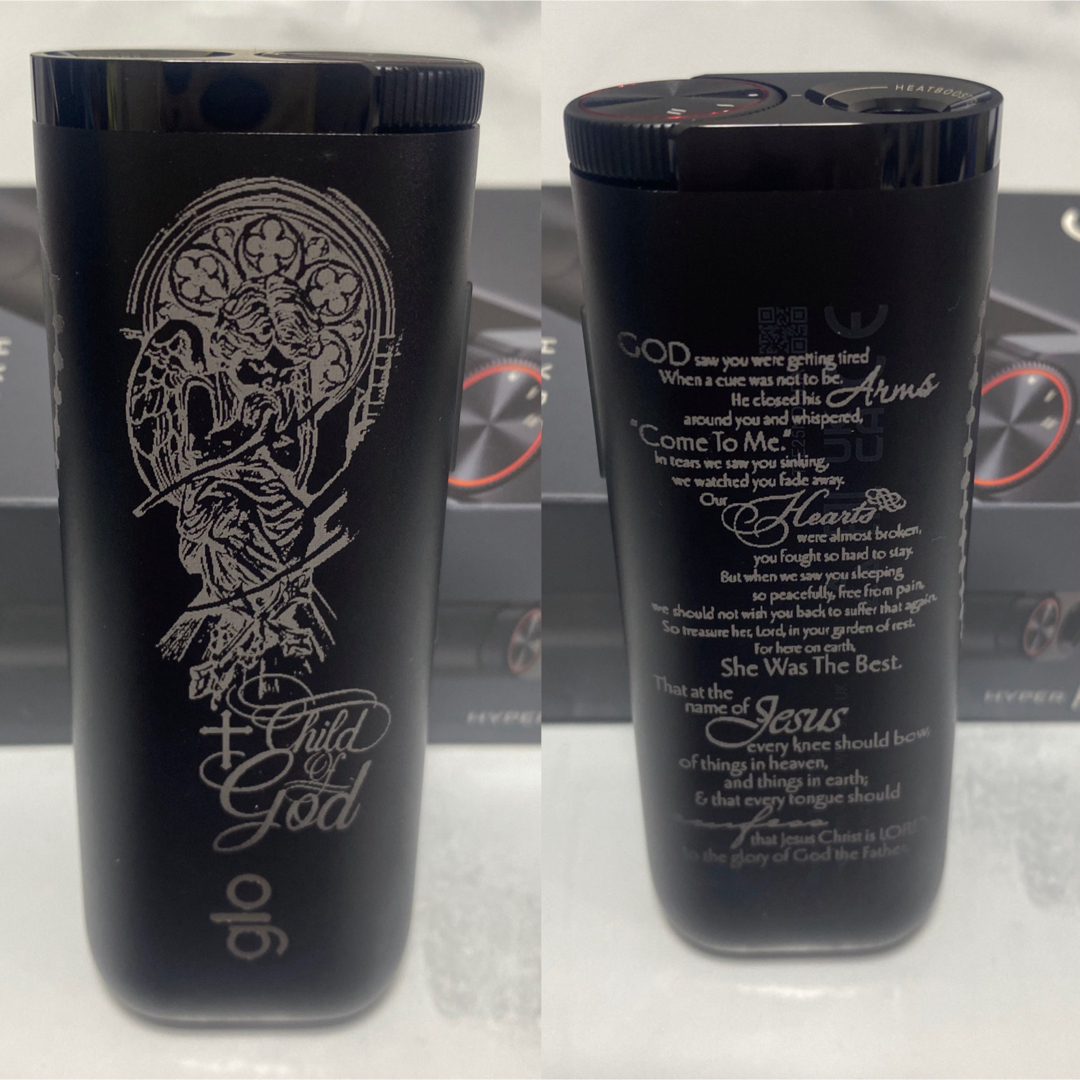 Child
of
God
glo
HEATBOOST
GOD saw you were getting tired
When a cure was not to be.
He closed his Arms
around you and whispered,
"Come To Me.
In tears we saw you sinking,
we watched you fade away.
Our Hearts
were almost broken,
you fought so hard to stay.
But when we saw you sleeping
so peacefully, free from pain,
we should not wish you back to suffer that again.
So treasure her, Lord, in your garden of rest.
For here on earth,
She Was The Best.
That at the
name of Jesus
every knee should bow,
of things in heaven,
and things in earth;
& that every tongue should
confess
that Jesus Christ is LORD
to the glory of God the Father
UK
CA
CE
HYPER
HYPER